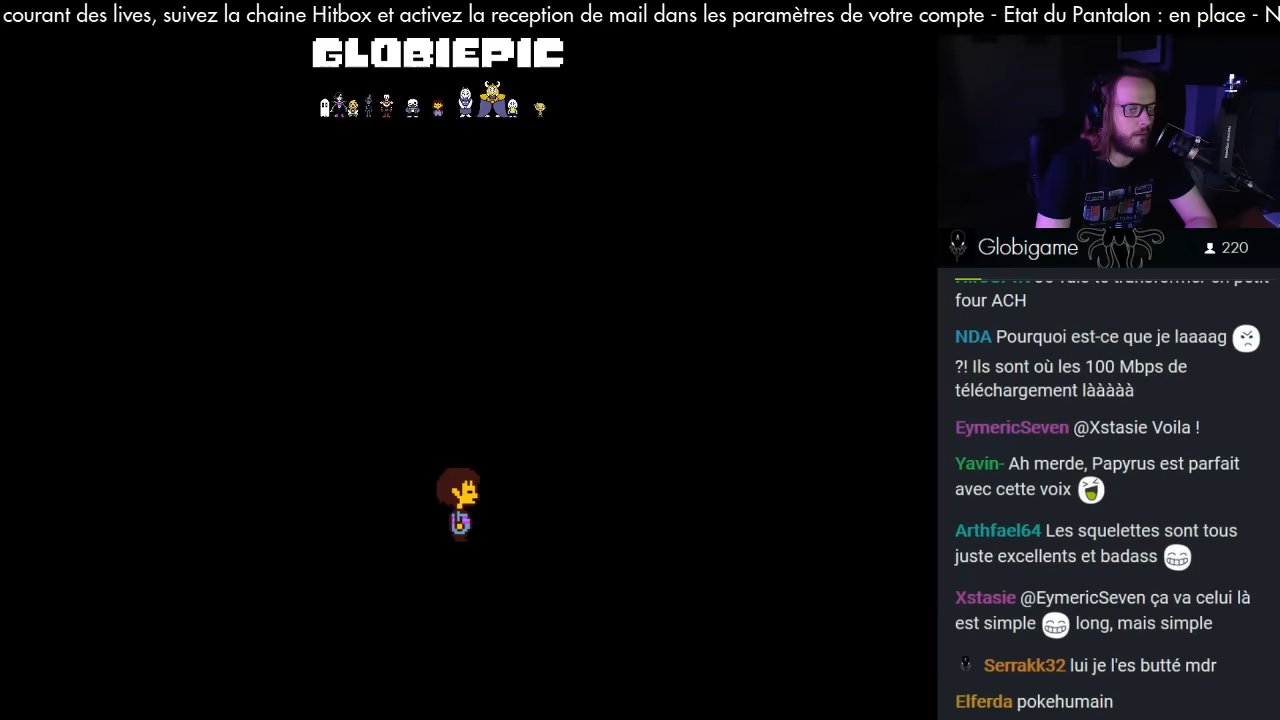 courant des lives, suivez la chaine Hitbox et activez la reception de mail dans les paramètres de votre compte - Etat du Pantalon : en place - N
GLOBIEPIC
Globigame
220
four ACH
NDA Pourquoi est-ce que je laaaag
?! Ils sont où les 100 Mbps de
téléchargement lààààà
EymericSeven @Xstasie Voila !
Yavin- Ah merde, Papyrus est parfait
avec cette voix
Arthfael64 Les squelettes sont tous
juste excellents et badass
Xstasie @EymericSeven ça va celui là
est simple long, mais simple
Serrakk32 lui je l'es butté mdr
Elferda pokehumain